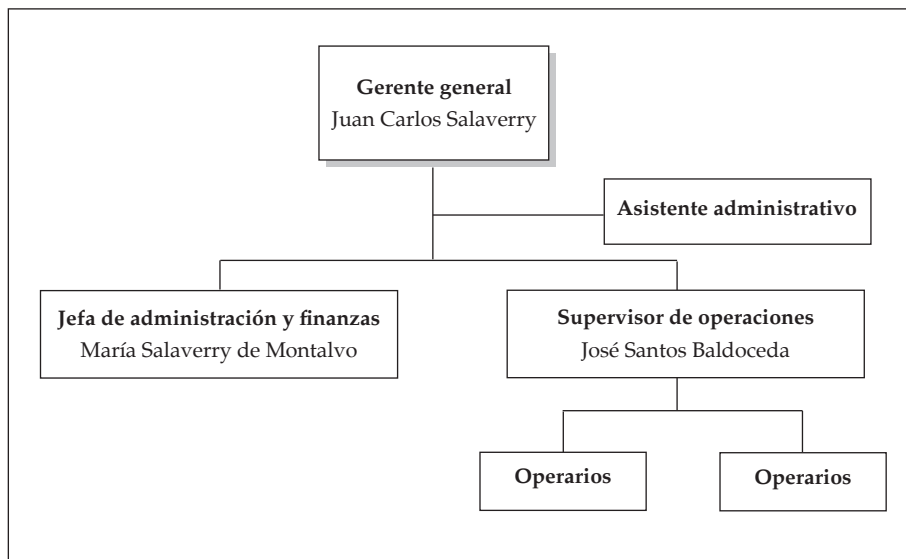 Gerente general
Juan Carlos Salaverry
Asistente administrativo
Jefa de administración y finanzas
María Salaverry de Montalvo
Supervisor de operaciones
José Santos Baldoceda
Operarios
Operarios